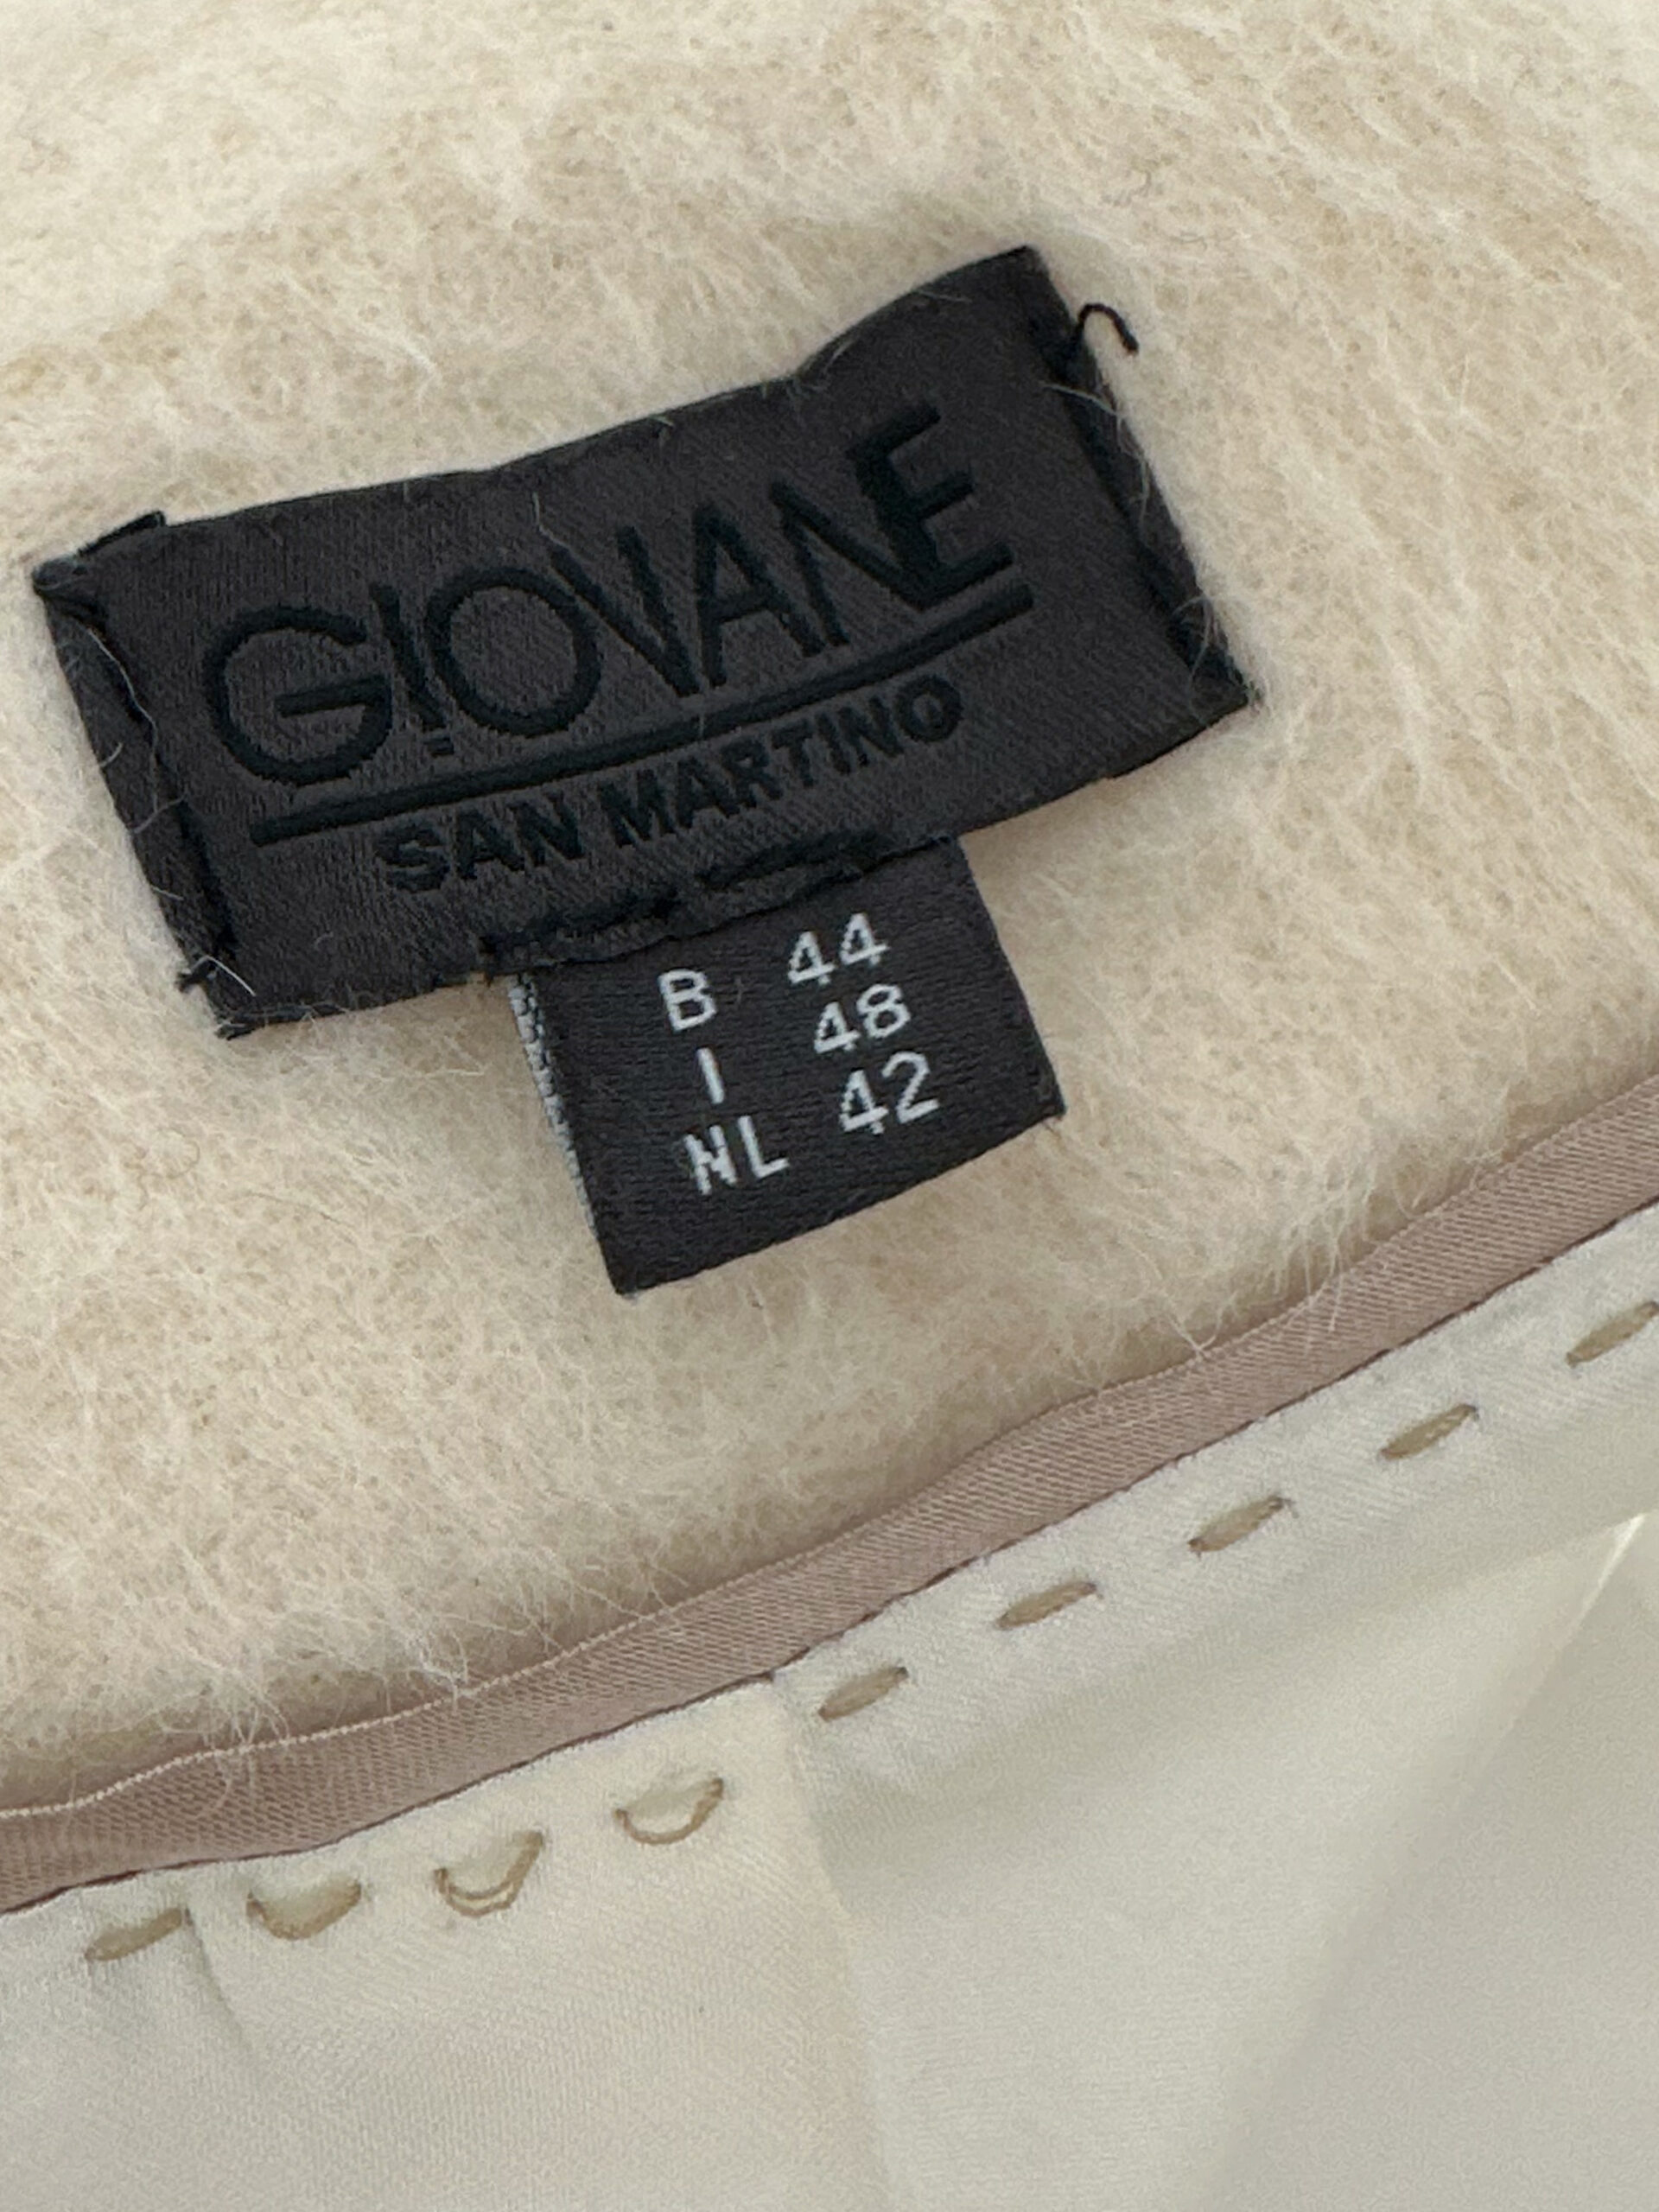 GIOVANE
SAN MARTINO
B 44
I 48
NL 42